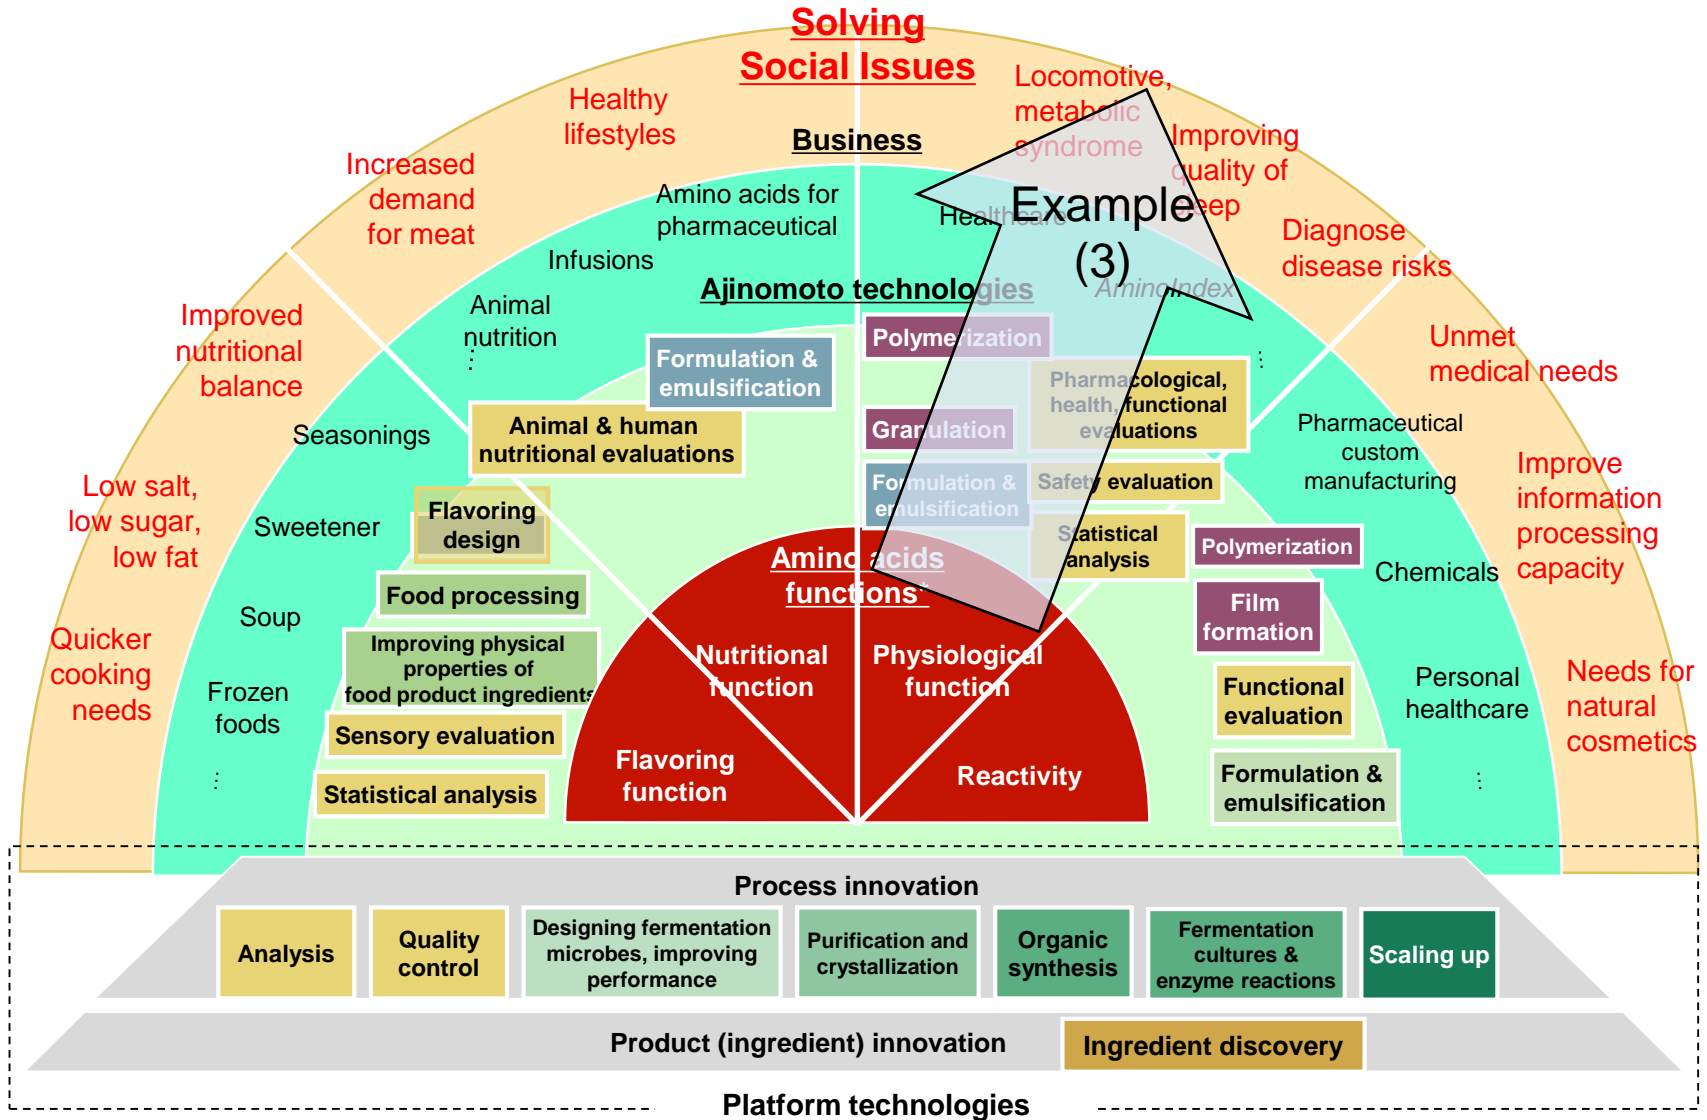 Solving
Social Issues
Healthy
lifestyles
Locomotive,
metabolic
syndrome
Business
Improving
quality of
sleep
Increased
demand
for meat
Amino acids for
pharmaceutical
Healthcare
Example
(3)
Diagnose
disease risks
Infusions
Ajinomoto technologies
AminoIndex
Animal
nutrition
...
Improved
nutritional
balance
Formulation &
emulsification
Polymerization
...
Unmet
medical needs
Pharmacological,
health, functional
evaluations
Seasonings
Animal & human
nutritional evaluations
Granulation
Pharmaceutical
custom
manufacturing
Low salt,
low sugar,
low fat
Sweetener
Flavoring
design
Formulation &
emulsification
Safety evaluation
Statistical
analysis
Polymerization
Improve
information
processing
capacity
Chemicals
Amino acids
functions*
Food processing
Film
formation
Soup
Quicker
cooking
needs
Improving physical
properties of
food product ingredients
Nutritional
function
Physiological
function
Frozen
foods
Sensory evaluation
Functional
evaluation
Personal
healthcare
Needs for
natural
cosmetics
...
Statistical analysis
Flavoring
function
Reactivity
Formulation &
emulsification
...
Process innovation
Analysis
Quality
control
Designing fermentation
microbes, improving
performance
Purification and
crystallization
Organic
synthesis
Fermentation
cultures &
enzyme reactions
Scaling up
Product (ingredient) innovation
Ingredient discovery
Platform technologies